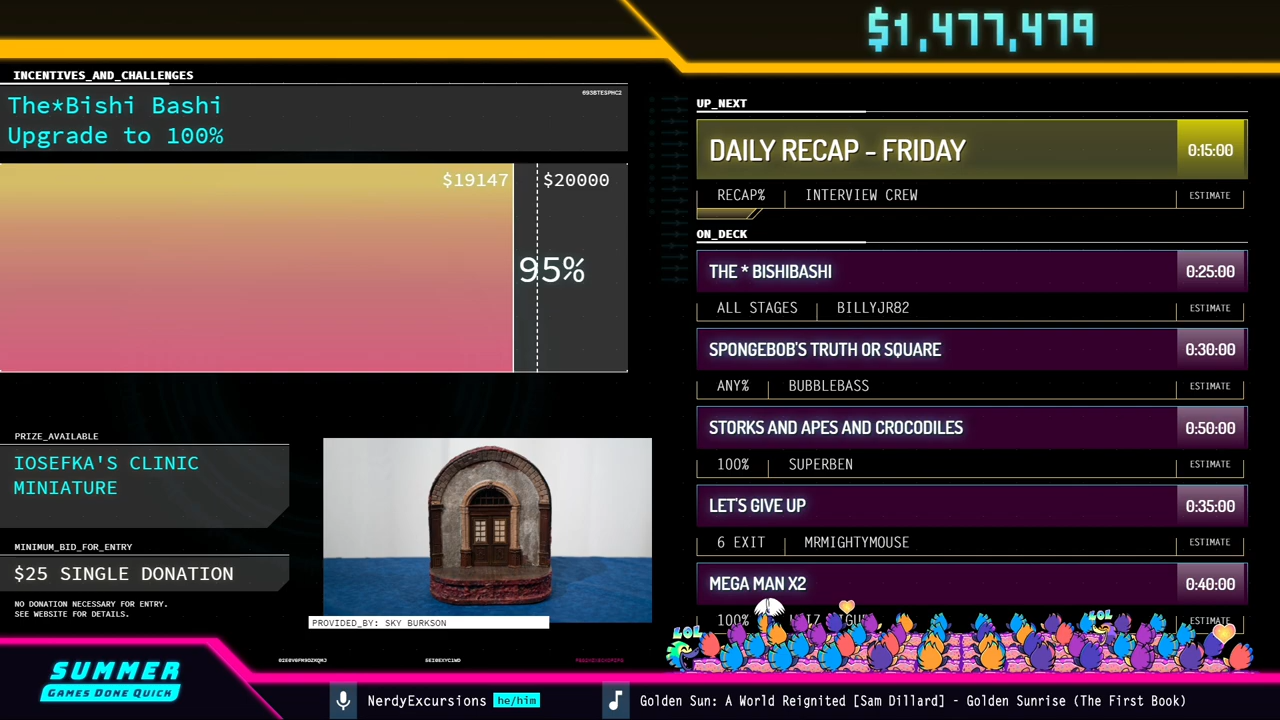 $1,477,479
INCENTIVES_AND_CHALLENGES
The*Bishi Bashi
Upgrade to 100%
$19147
$20000
95%
UP_NEXT
DAILY RECAP - FRIDAY
0:15:00
RECAP%
INTERVIEW CREW
ESTIMATE
ON_DECK
THE * BISHIBASHI
0:25:00
ALL STAGES
BILLYJR82
ESTIMATE
SPONGEBOB'S TRUTH OR SQUARE
0:30:00
ANY%
BUBBLEBASS
ESTIMATE
STORKS AND APES AND CROCODILES
0:50:00
100%
SUPERBEN
ESTIMATE
LET'S GIVE UP
0:35:00
6 EXIT
MRMIGHTYMOUSE
ESTIMATE
MEGA MAN X2
0:40:00
100%
ESTIMATE
LOL
LOL
PRIZE_AVAILABLE
IOSEFKA'S CLINIC
MINIATURE
MINIMUM_BID_FOR_ENTRY
$25 SINGLE DONATION
NO DONATION NECESSARY FOR ENTRY.
SEE WEBSITE FOR DETAILS.
PROVIDED_BY: SKY BURKSON
SUMMER
GAMES DONE QUICK
NerdyExcursions he/him
Golden Sun: A World Reignited [Sam Dillard] - Golden Sunrise (The First Book)